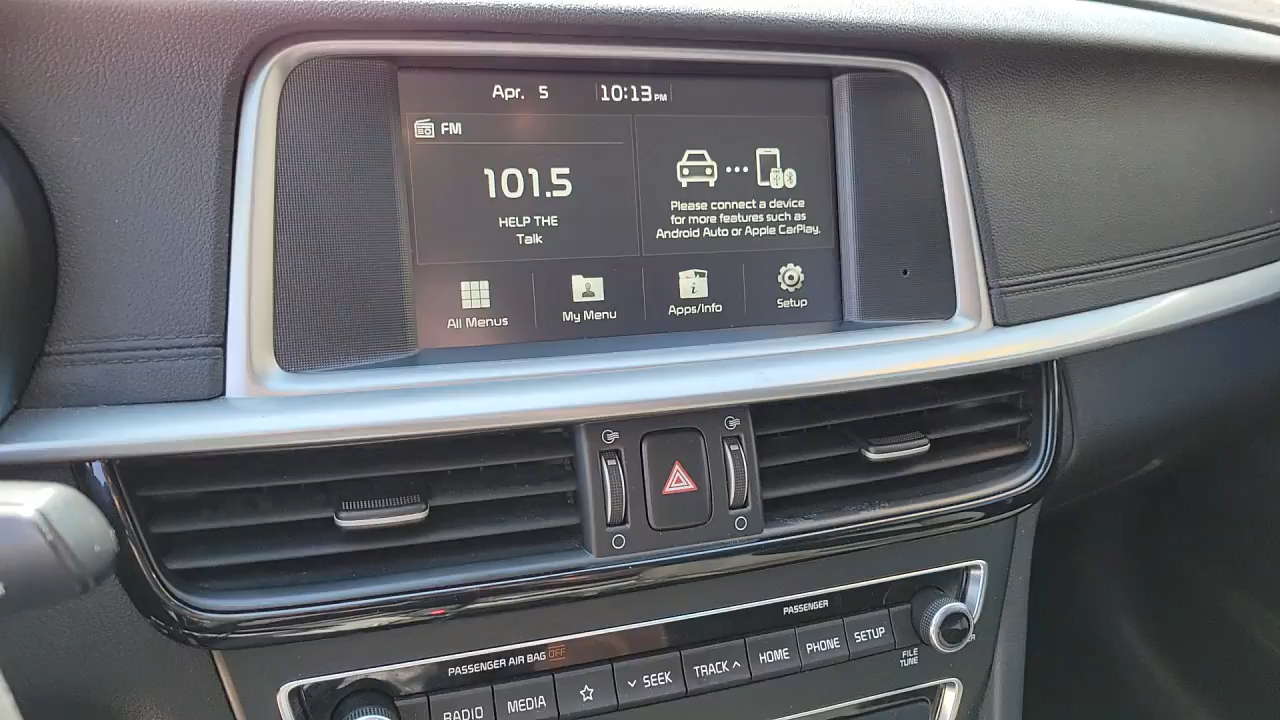 Apr. 5 10:13 PM
FM
101.5
HELP THE
Talk
Please connect a device
for more features such as
Android Auto or Apple CarPlay.
All Menus
My Menu
Apps/Info
Setup
PASSENGER
PASSENGER AIR BAG OFF
RADIO
MEDIA
SEEK
TRACK
HOME
PHONE
SETUP
FILE
TUNE